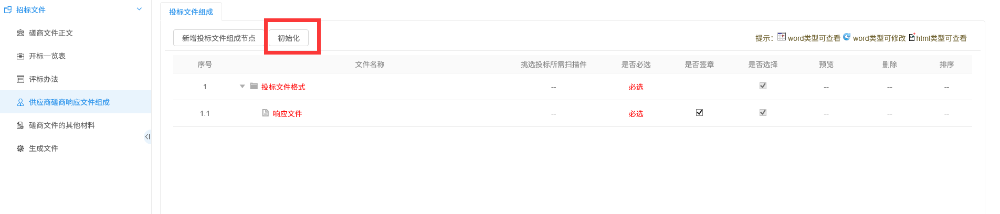 招标文件
磋商文件正文
开标一览表
评标办法
供应商磋商响应文件组成
磋商文件的其他材料
生成文件
投标文件组成
新增投标文件组成节点 初始化 提示： word类型可查看 word类型可修改 html类型可查看
序号 文件名称 挑选投标所需扫描件 是否必选 是否签章 是否选择 预览 删除 排序
1 投标文件格式 -- 必选 -- -- --
1.1 响应文件 -- 必选 -- -- --